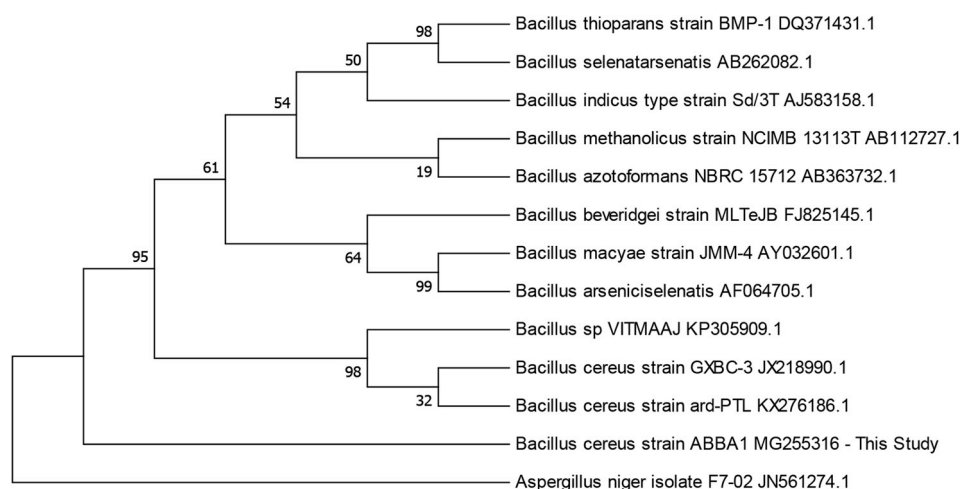 98
Bacillus thioparans strain BMP-1 DQ371431.1
50
Bacillus selenatarsenatis AB262082.1
54
Bacillus indicus type strain Sd/3T AJ583158.1
Bacillus methanolicus strain NCIMB 13113T AB112727.1
61
19
Bacillus azotoformans NBRC 15712 AB363732.1
Bacillus beveridgei strain MLTeJB FJ825145.1
95
64
Bacillus macyae strain JMM-4 AY032601.1
99
Bacillus arseniciselenatis AF064705.1
Bacillus sp VITMAAJ KP305909.1
98
Bacillus cereus strain GXBC-3 JX218990.1
32
Bacillus cereus strain ard-PTL KX276186.1
Bacillus cereus strain ABBA1 MG255316 - This Study
Aspergillus niger isolate F7-02 JN561274.1